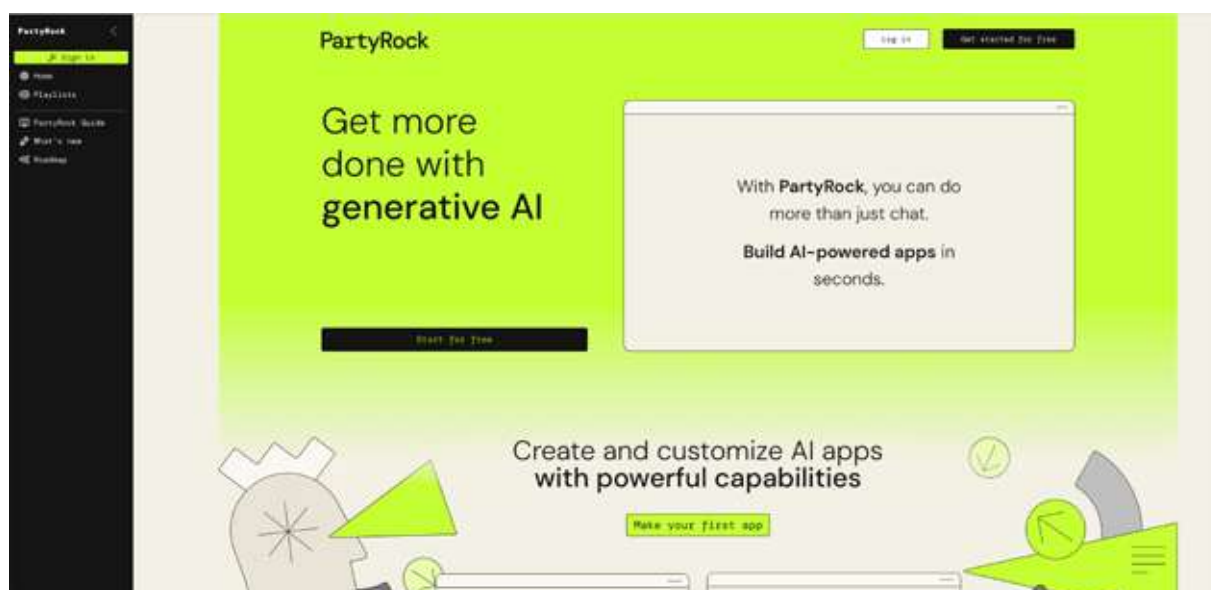 PartyRock
Sign in
Home
Playlists
PartyRock Guide
What's new
Roadmap
PartyRock
Log in
Get started for free
Get more
done with
generative AI
With PartyRock, you can do
more than just chat.
Build AI-powered apps in
seconds.
Start for free
Create and customize AI apps
with powerful capabilities
Make your first app